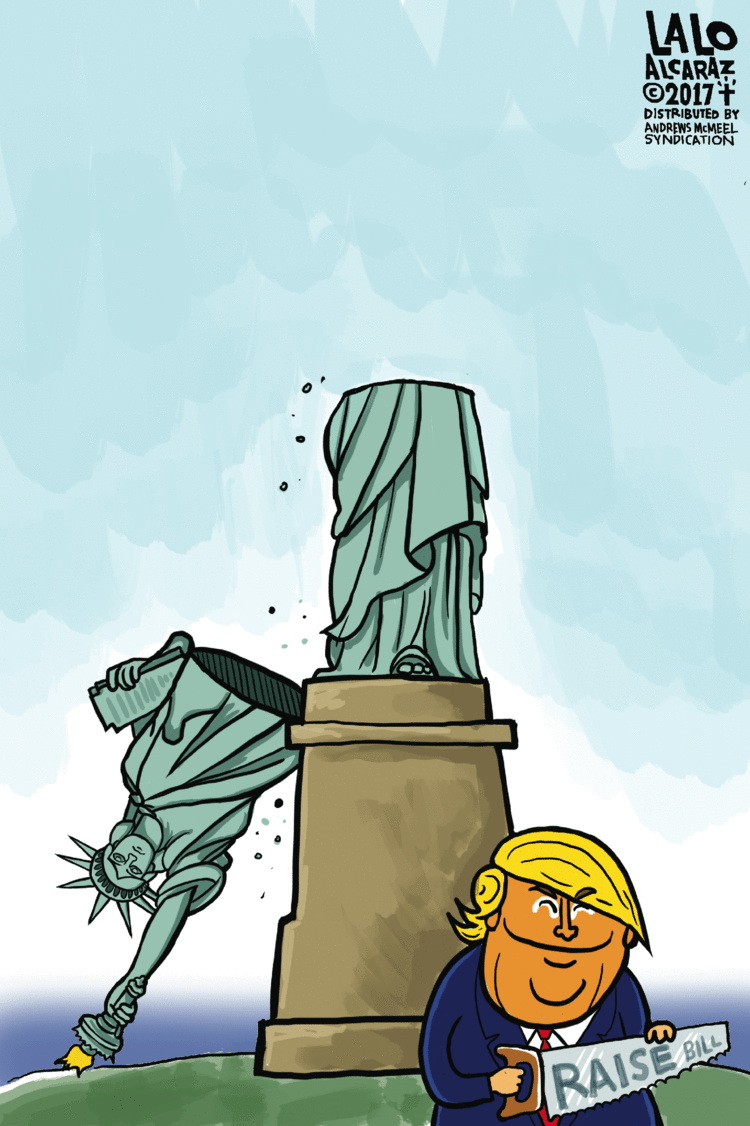 LALO
ALCARAZ
©2017
DISTRIBUTED BY
ANDREWS MCMEEL
SYNDICATION
RAISE BILL